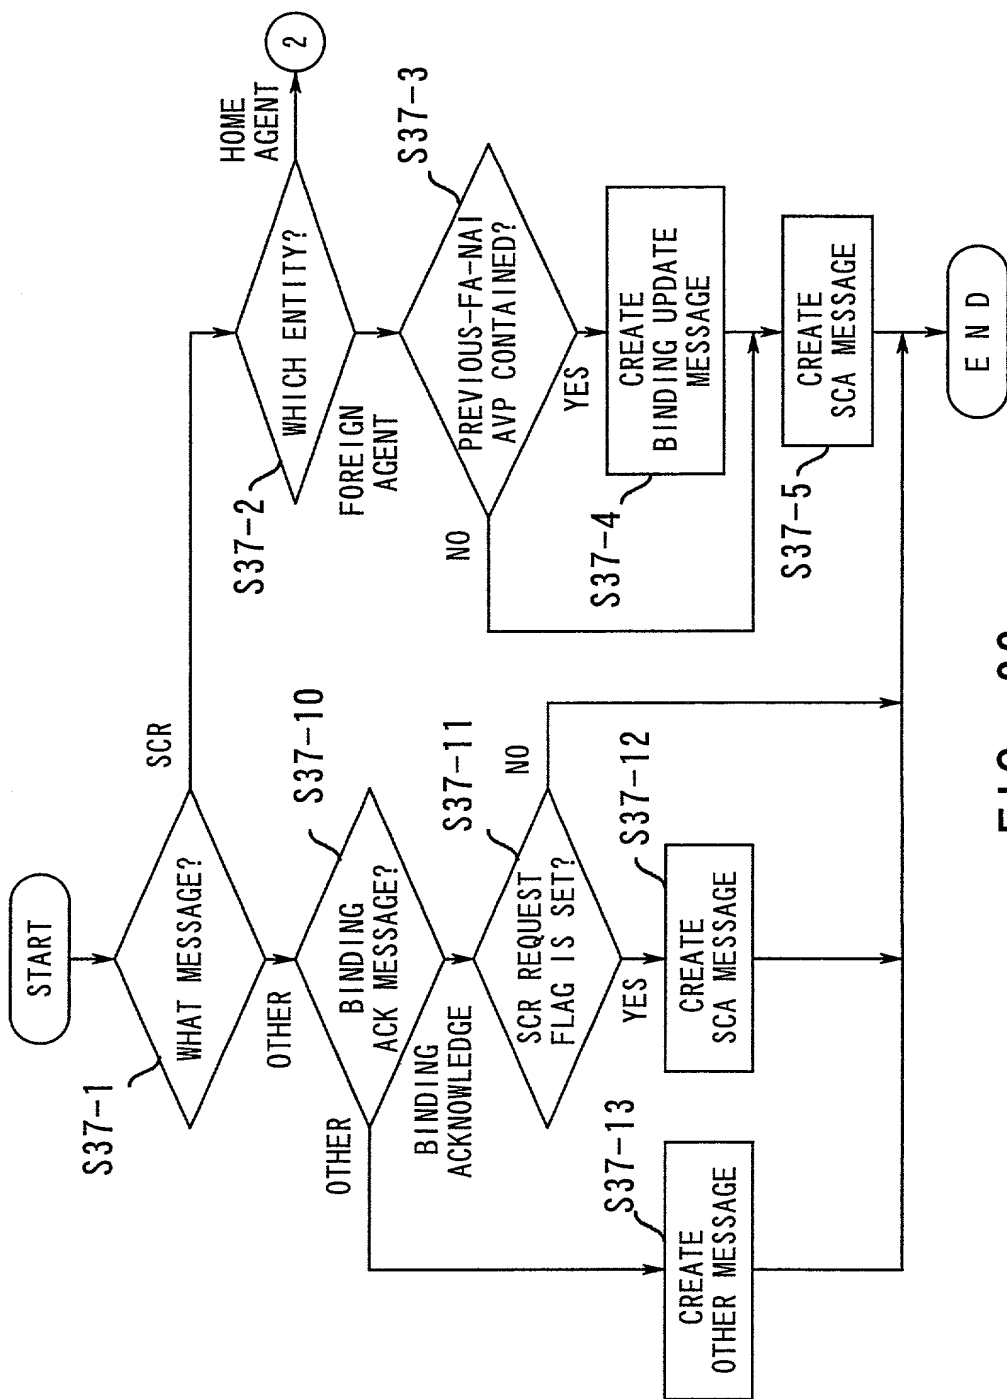 START
S37-1
WHAT MESSAGE?
SCR
OTHER
S37-2
WHICH ENTITY?
HOME
AGENT
2
FOREIGN
AGENT
S37-3
PREVIOUS-FA-NAI
AVP CONTAINED?
NO
YES
S37-4
CREATE
BINDING UPDATE
MESSAGE
S37-5
CREATE
SCA MESSAGE
S37-10
BINDING
ACK MESSAGE?
OTHER
BINDING
ACKNOWLEDGE
S37-11
SCR REQUEST
FLAG IS SET?
NO
YES
S37-12
CREATE
SCA MESSAGE
S37-13
CREATE
OTHER MESSAGE
END